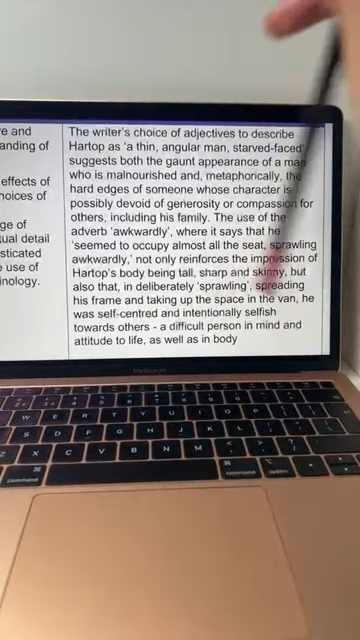 e and
anding of
effects of
hoices of
ge of
tual detail
sticated
e use of
inology.
The writer's choice of adjectives to describe
Hartop as 'a thin, angular man, starved-faced'
suggests both the gaunt appearance of a man
who is malnourished and, metaphorically, the
hard edges of someone whose character is
possibly devoid of generosity or compassion for
others, including his family. The use of the
adverb 'awkwardly', where it says that he
'seemed to occupy almost all the seat, sprawling
awkwardly,' not only reinforces the impression of
Hartop's body being tall, sharp and skinny, but
also that, in deliberately 'sprawling', spreading
his frame and taking up the space in the van, he
was self-centred and intentionally selfish
towards others - a difficult person in mind and
attitude to life, as well as in body
MacBook Air
W E R T Y U I O P
S D F G H J K L
Z X C V B N M
command
command option